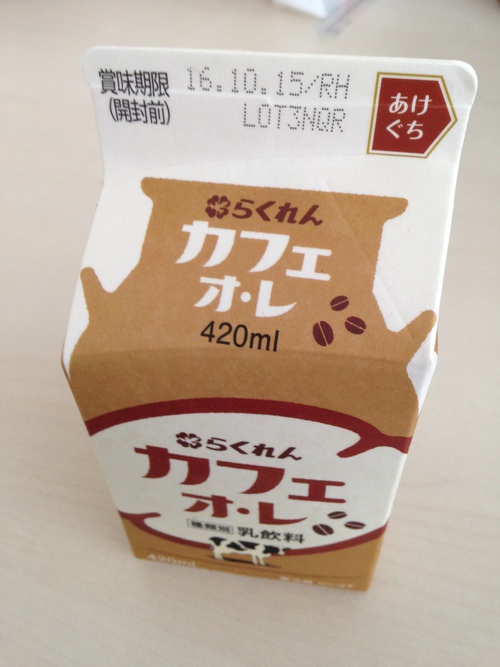 賞味期限
(開封前)
16.10.15/RH
LOT3NQR
あけ
ぐち
らくれん
カフェ
オ・レ
420ml
らくれん
カフェ
オ・レ
[種類別] 乳飲料
420ml